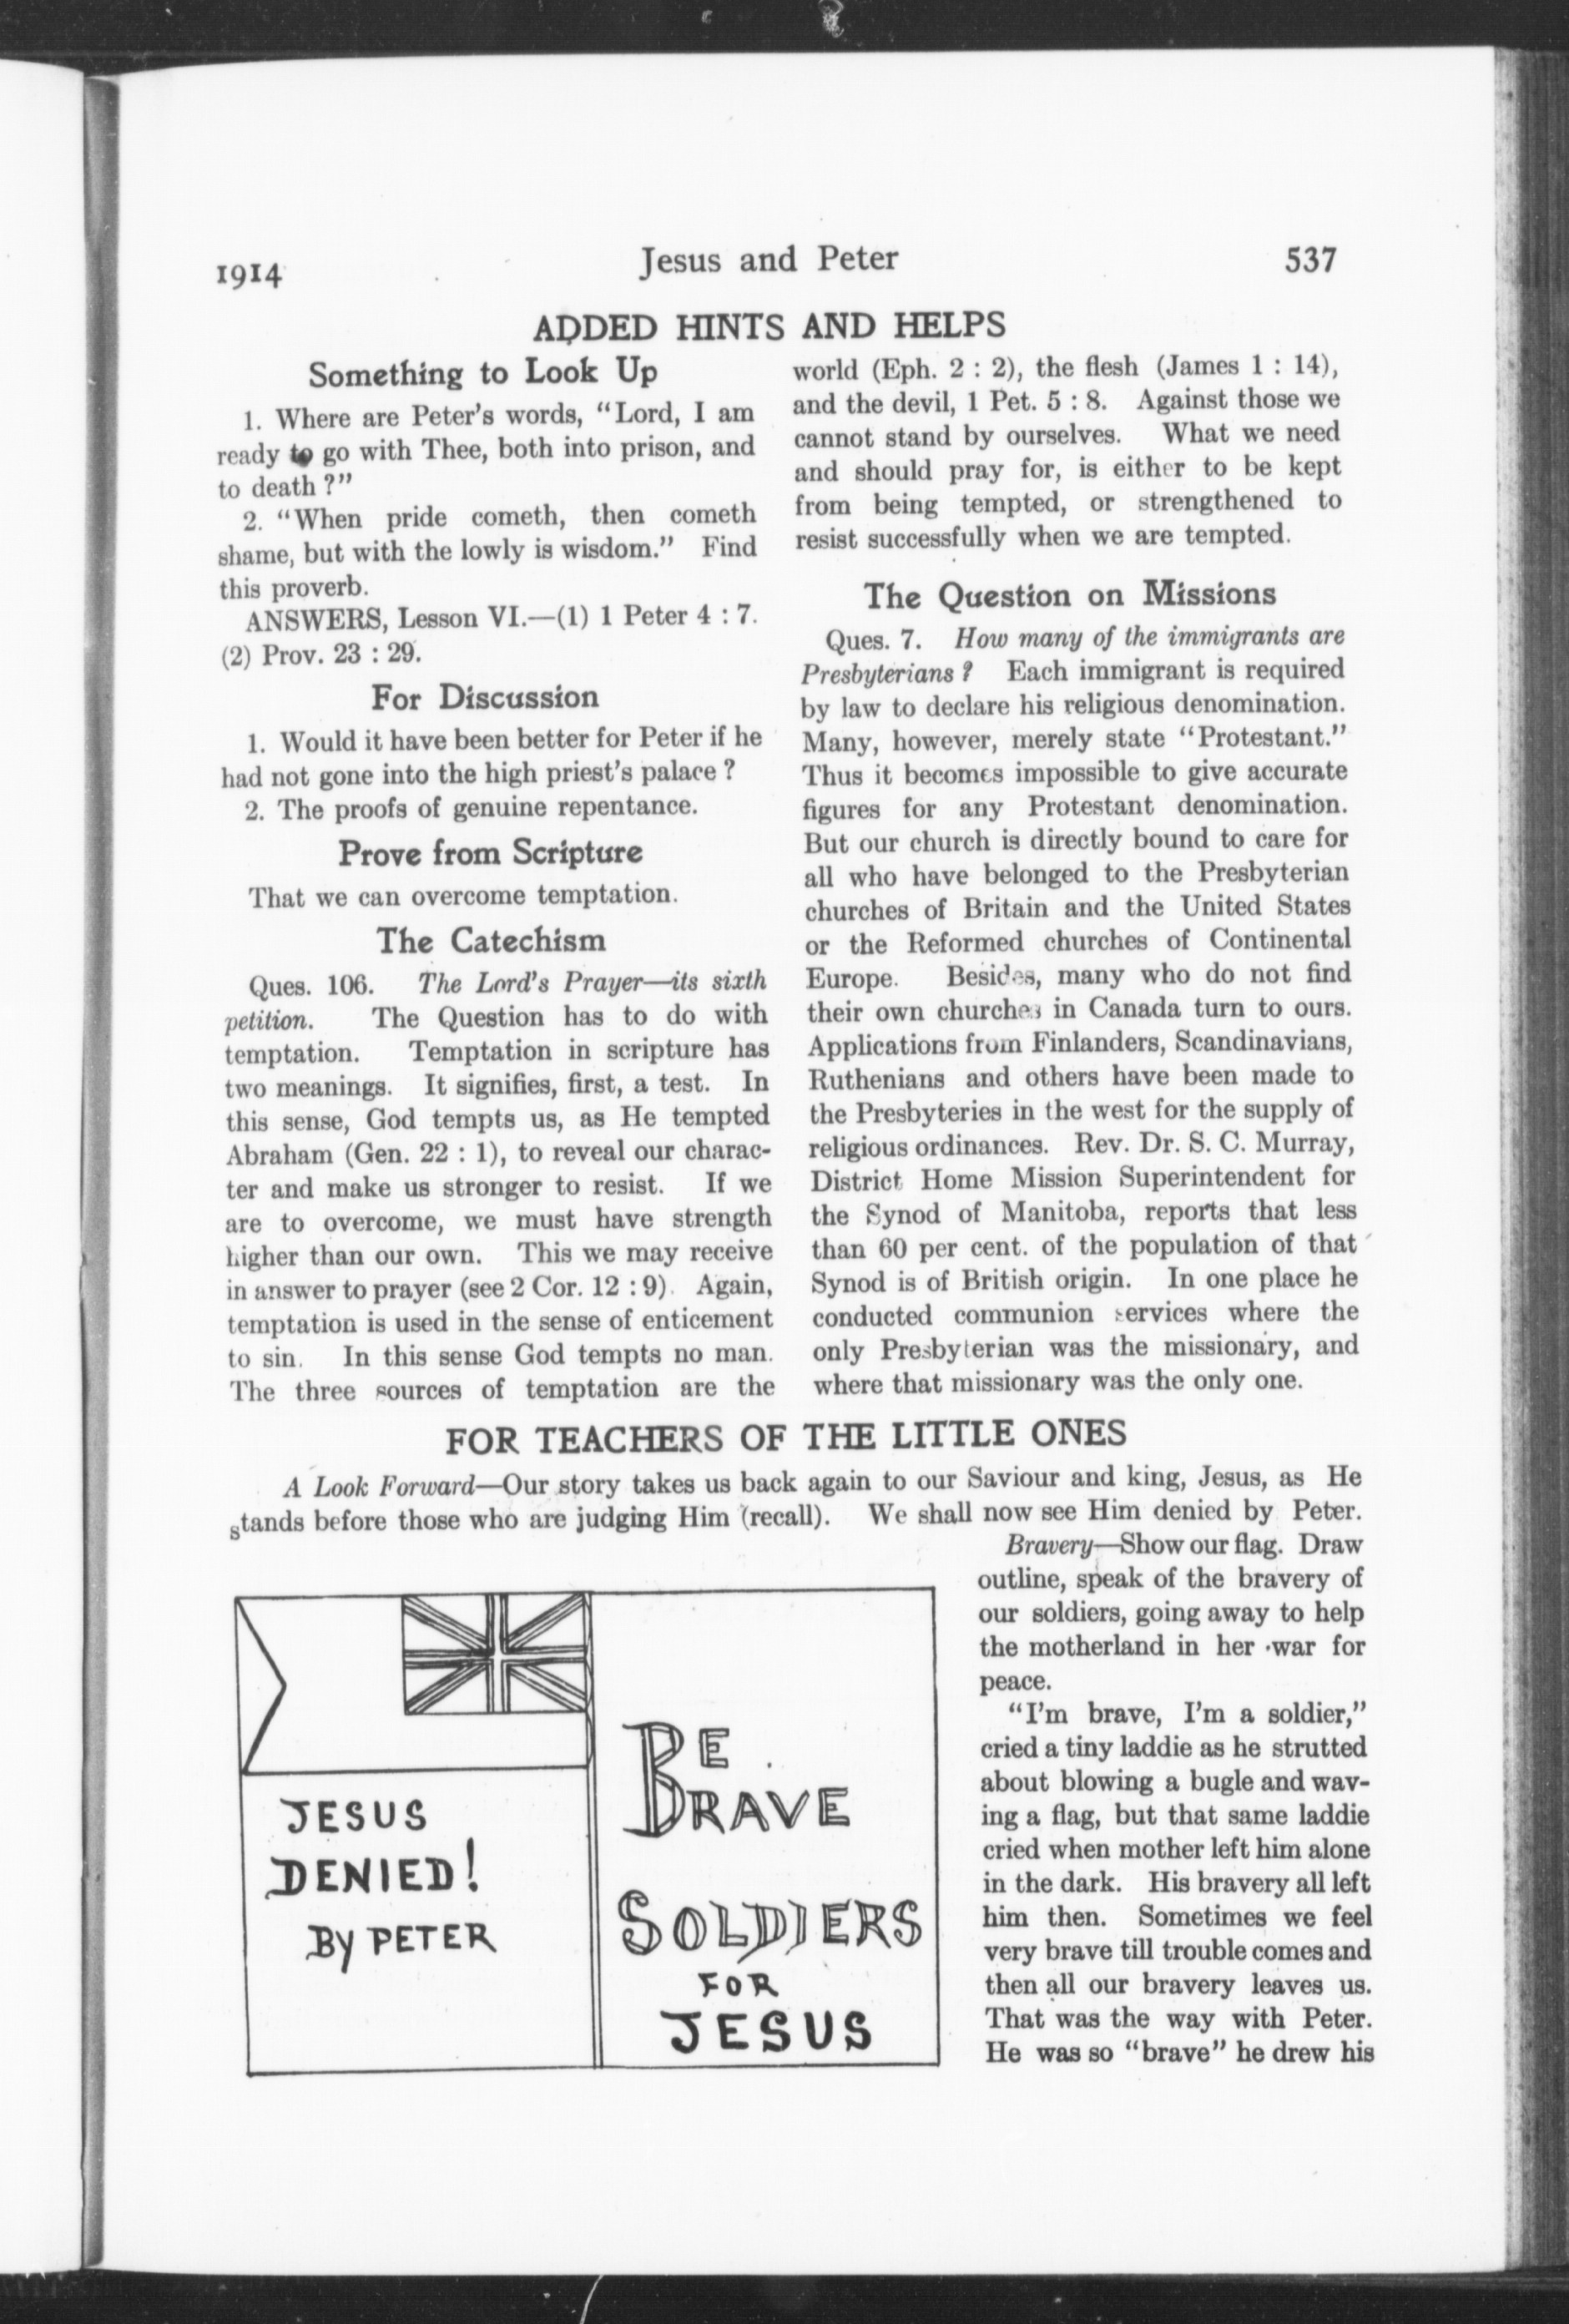 1914
Jesus and Peter
537
ADDED HINTS AND HELPS
Something to Look Up
1. Where are Peter's words, "Lord, I am
ready to go with Thee, both into prison, and
to death ?"
2. "When pride cometh, then cometh
shame, but with the lowly is wisdom." Find
this proverb.
ANSWERS, Lesson VI.—(1) 1 Peter 4 : 7.
(2) Prov. 23 : 29.
For Discussion
1. Would it have been better for Peter if he
had not gone into the high priest's palace ?
2. The proofs of genuine repentance.
Prove from Scripture
That we can overcome temptation.
The Catechism
Ques. 106. The Lord's Prayer—its sixth
petition. The Question has to do with
temptation. Temptation in scripture has
two meanings. It signifies, first, a test. In
this sense, God tempts us, as He tempted
Abraham (Gen. 22 : 1), to reveal our charac-
ter and make us stronger to resist. If we
are to overcome, we must have strength
higher than our own. This we may receive
in answer to prayer (see 2 Cor. 12 : 9). Again,
temptation is used in the sense of enticement
to sin. In this sense God tempts no man.
The three sources of temptation are the
world (Eph. 2 : 2), the flesh (James 1 : 14),
and the devil, 1 Pet. 5 : 8. Against those we
cannot stand by ourselves. What we need
and should pray for, is either to be kept
from being tempted, or strengthened to
resist successfully when we are tempted.
The Question on Missions
Ques. 7. How many of the immigrants are
Presbyterians ? Each immigrant is required
by law to declare his religious denomination.
Many, however, merely state "Protestant."
Thus it becomes impossible to give accurate
figures for any Protestant denomination.
But our church is directly bound to care for
all who have belonged to the Presbyterian
churches of Britain and the United States
or the Reformed churches of Continental
Europe. Besides, many who do not find
their own churches in Canada turn to ours.
Applications from Finlanders, Scandinavians,
Ruthenians and others have been made to
the Presbyteries in the west for the supply of
religious ordinances. Rev. Dr. S. C. Murray,
District Home Mission Superintendent for
the Synod of Manitoba, reports that less
than 60 per cent. of the population of that
Synod is of British origin. In one place he
conducted communion services where the
only Presbyterian was the missionary, and
where that missionary was the only one.
FOR TEACHERS OF THE LITTLE ONES
A Look Forward—Our story takes us back again to our Saviour and king, Jesus, as He
stands before those who are judging Him (recall). We shall now see Him denied by Peter.
Bravery—Show our flag. Draw
outline, speak of the bravery of
our soldiers, going away to help
the motherland in her war for
peace.
"I'm brave, I'm a soldier,"
cried a tiny laddie as he strutted
about blowing a bugle and wav-
ing a flag, but that same laddie
cried when mother left him alone
in the dark. His bravery all left
him then. Sometimes we feel
very brave till trouble comes and
then all our bravery leaves us.
That was the way with Peter.
He was so "brave" he drew his
JESUS
DENIED!
BY PETER
BE
BRAVE
SOLDIERS
FOR
JESUS